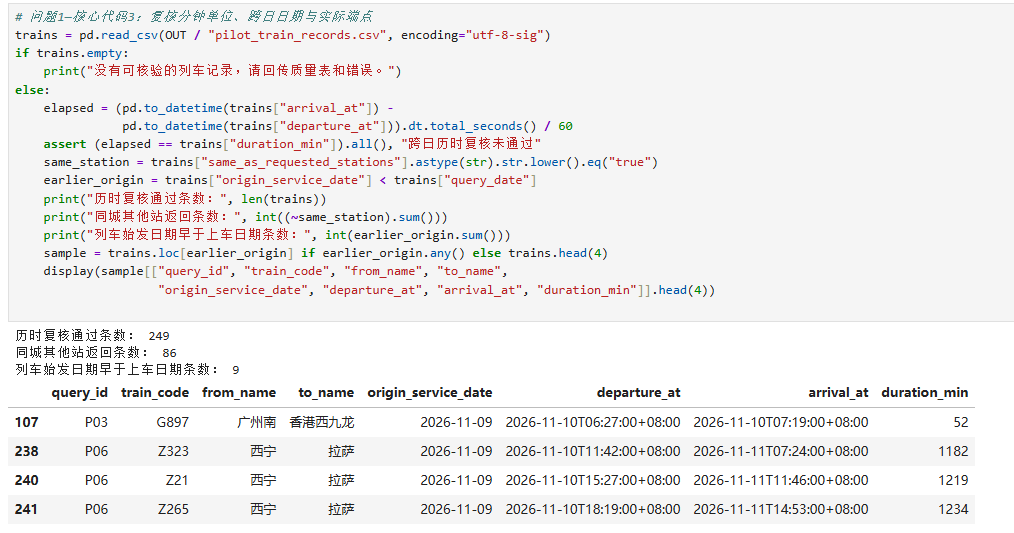 # 问题1—核心代码3：复核分钟单位、跨日日期与实际端点
trains = pd.read_csv(OUT / "pilot_train_records.csv", encoding="utf-8-sig")
if trains.empty:
    print("没有可核验的列车记录，请回传质量表和错误。")
else:
    elapsed = (pd.to_datetime(trains["arrival_at"]) -
               pd.to_datetime(trains["departure_at"])).dt.total_seconds() / 60
    assert (elapsed == trains["duration_min"]).all(), "跨日历时复核未通过"
    same_station = trains["same_as_requested_stations"].astype(str).str.lower().eq("true")
    earlier_origin = trains["origin_service_date"] < trains["query_date"]
    print("历时复核通过条数：", len(trains))
    print("同城其他站返回条数：", int((~same_station).sum()))
    print("列车始发日期早于上车日期条数：", int(earlier_origin.sum()))
    sample = trains.loc[earlier_origin] if earlier_origin.any() else trains.head(4)
    display(sample[["query_id", "train_code", "from_name", "to_name",
                    "origin_service_date", "departure_at", "arrival_at", "duration_min"]].head(4))
历时复核通过条数： 249
同城其他站返回条数： 86
列车始发日期早于上车日期条数： 9
query_id train_code from_name to_name origin_service_date departure_at arrival_at duration_min
107 P03 G897 广州南 香港西九龙 2026-11-09 2026-11-10T06:27:00+08:00 2026-11-10T07:19:00+08:00 52
238 P06 Z323 西宁 拉萨 2026-11-09 2026-11-10T11:42:00+08:00 2026-11-11T07:24:00+08:00 1182
240 P06 Z21 西宁 拉萨 2026-11-09 2026-11-10T15:27:00+08:00 2026-11-11T11:46:00+08:00 1219
241 P06 Z265 西宁 拉萨 2026-11-09 2026-11-10T18:19:00+08:00 2026-11-11T14:53:00+08:00 1234